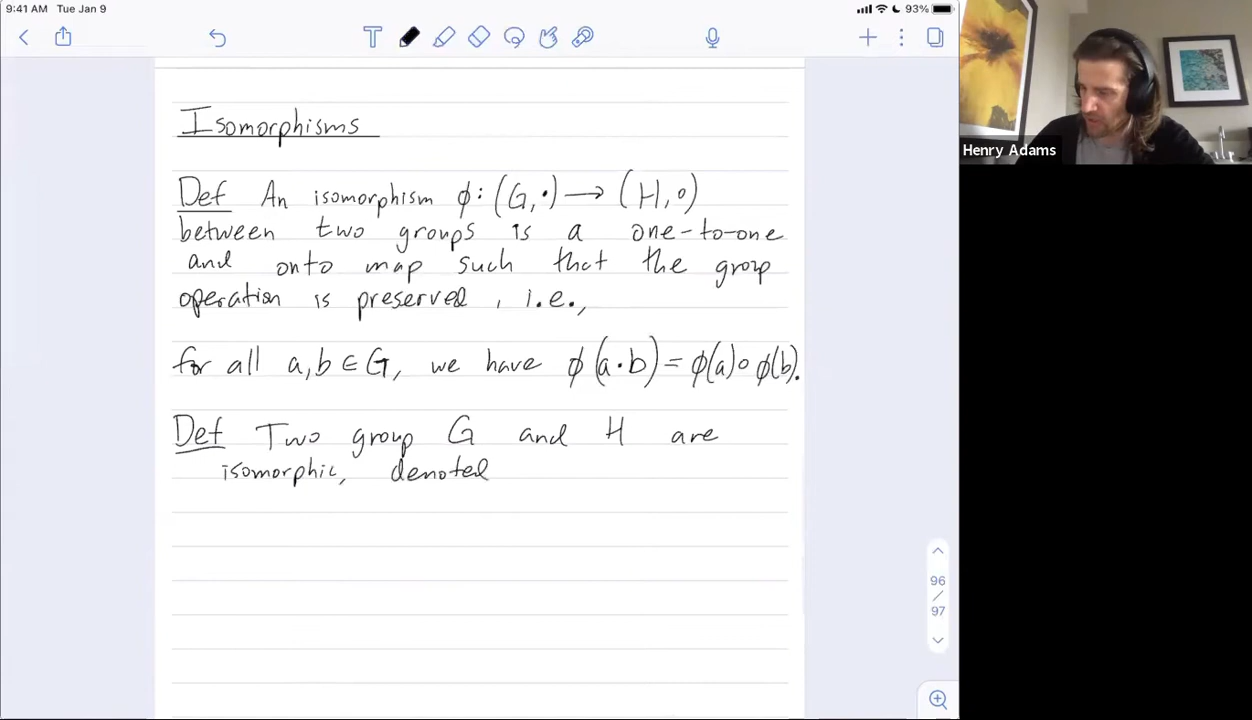 9:41 AM Tue Jan 9
93%
Henry Adams
Isomorphisms
Def An isomorphism ϕ: (G,·) → (H,∘)
between two groups is a one-to-one
and onto map such that the group
operation is preserved, i.e.,
for all a,b ∈ G, we have ϕ(a·b) = ϕ(a)∘ϕ(b).
Def Two group G and H are
isomorphic, denoted
96
/
97